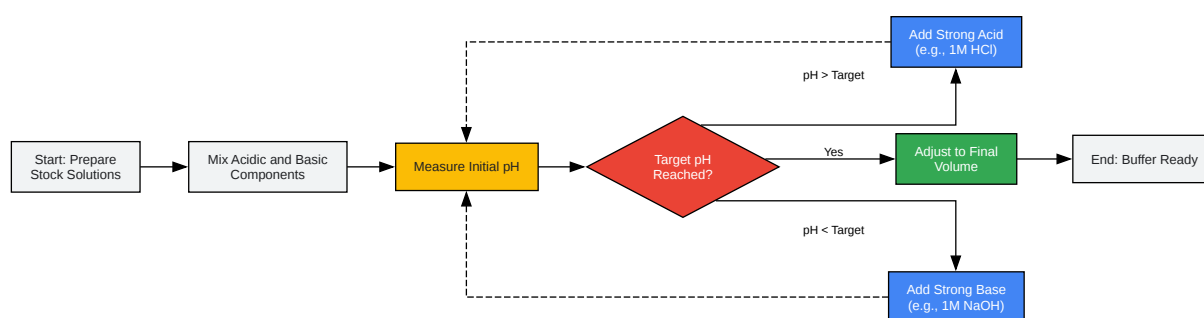 Start: Prepare
Stock Solutions
Mix Acidic and Basic
Components
Measure Initial pH
Target pH
Reached?
pH > Target
Add Strong Acid
(e.g., 1M HCl)
Yes
Adjust to Final
Volume
End: Buffer Ready
pH < Target
Add Strong Base
(e.g., 1M NaOH)